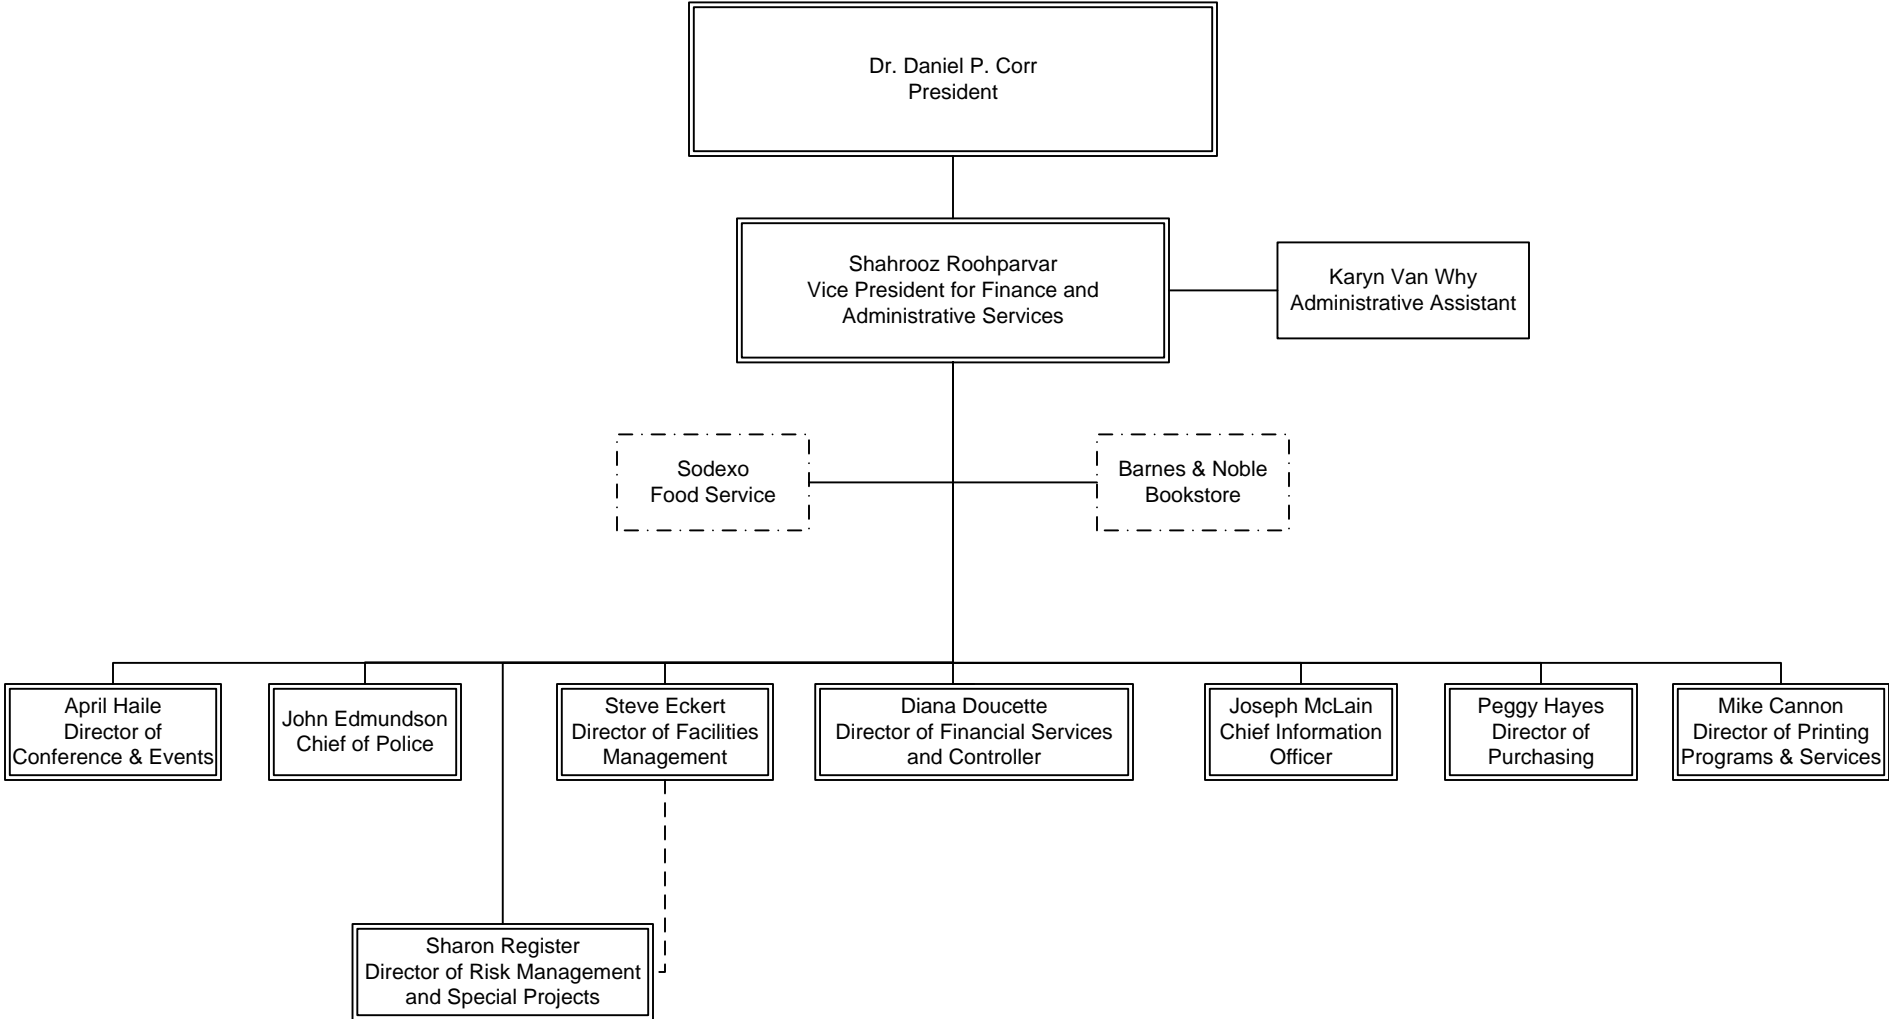 Dr. Daniel P. Corr
President
Shahrooz Roohparvar
Vice President for Finance and
Administrative Services
Karyn Van Why
Administrative Assistant
Sodexo
Food Service
Barnes & Noble
Bookstore
April Haile
Director of
Conference & Events
John Edmundson
Chief of Police
Steve Eckert
Director of Facilities
Management
Diana Doucette
Director of Financial Services
and Controller
Joseph McLain
Chief Information
Officer
Peggy Hayes
Director of
Purchasing
Mike Cannon
Director of Printing
Programs & Services
Sharon Register
Director of Risk Management
and Special Projects